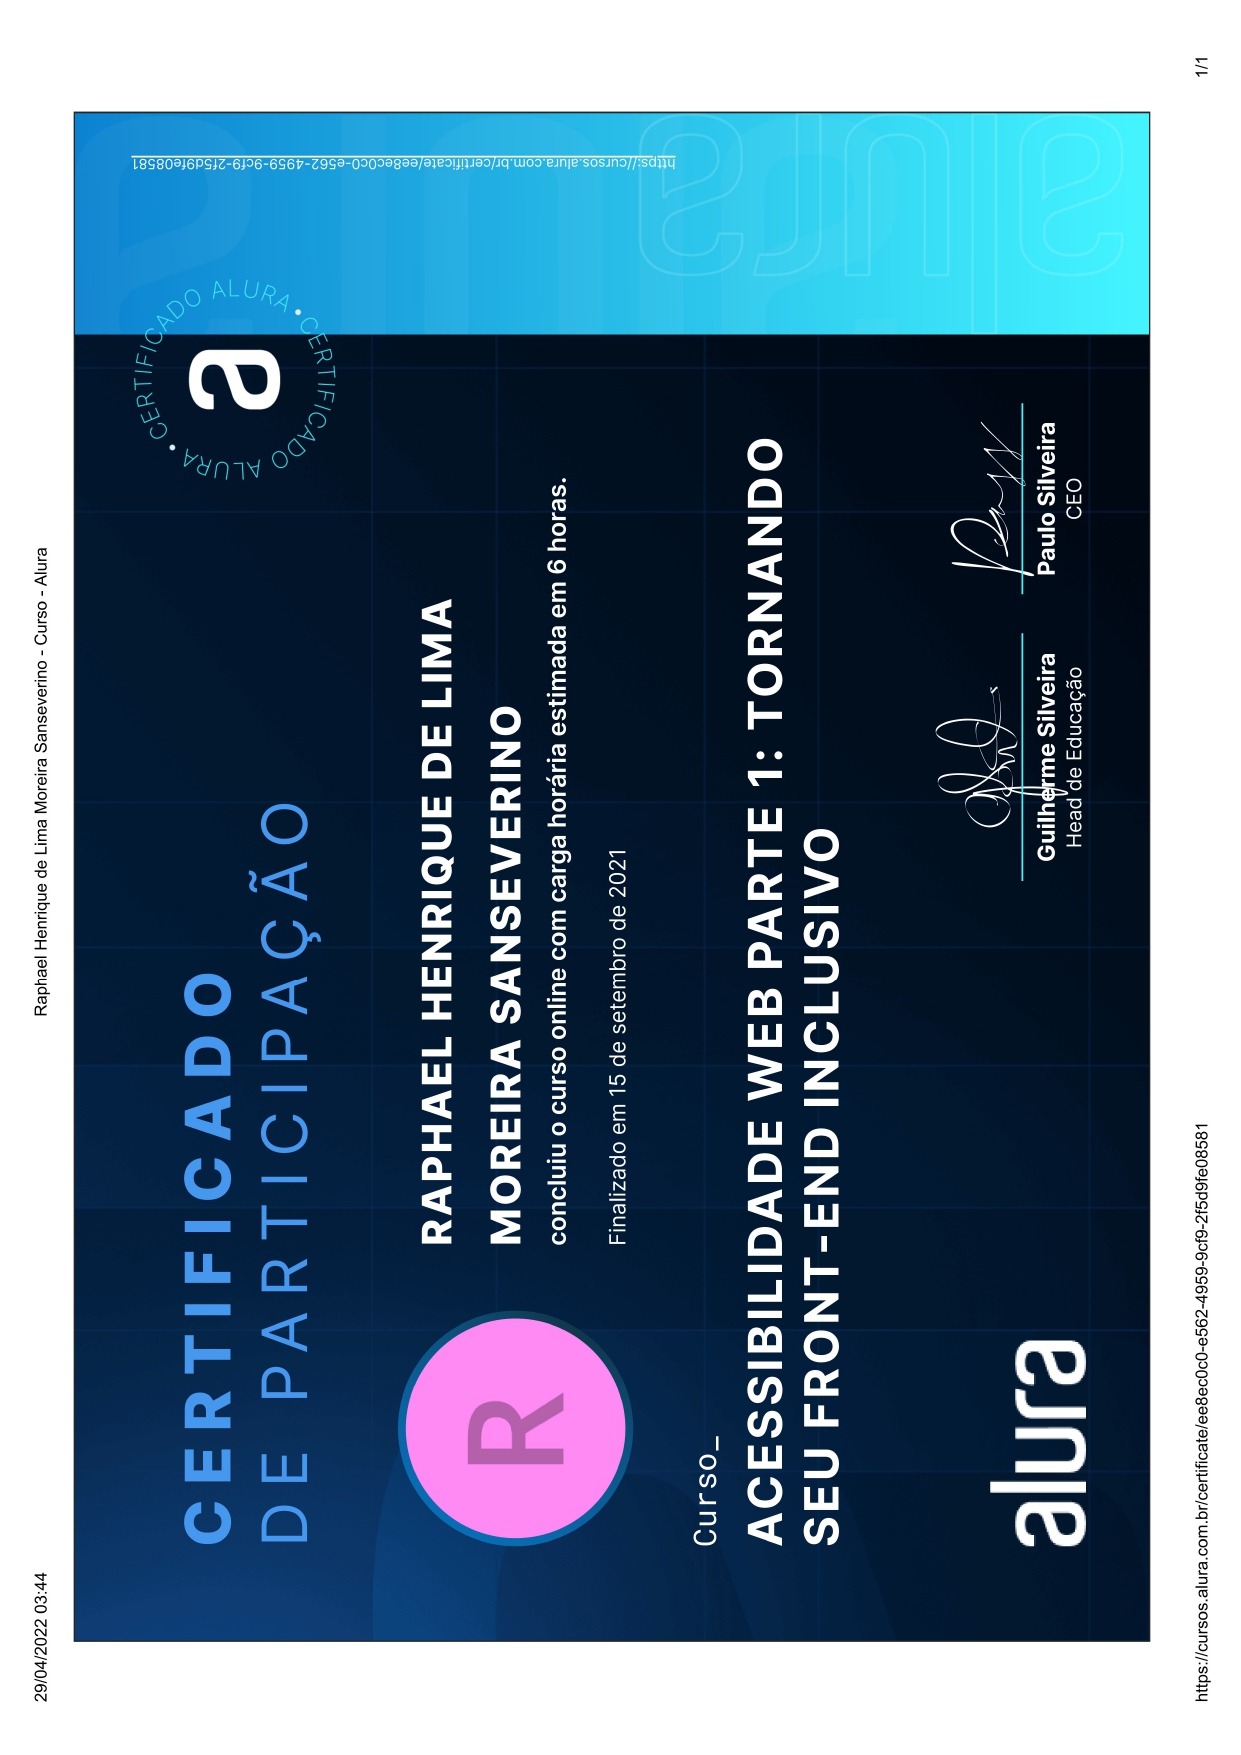 29/04/2022 03:44
Raphael Henrique de Lima Moreira Sanseverino - Curso - Alura
CERTIFICADO
DE PARTICIPAÇÃO
CERTIFICADO ALURA • CERTIFICADO ALURA •
a
https://cursos.alura.com.br/certificate/ee8ec0c0-e562-4959-9cf9-2f5d9fe08581
R
RAPHAEL HENRIQUE DE LIMA
MOREIRA SANSEVERINO
concluiu o curso online com carga horária estimada em 6 horas.
Finalizado em 15 de setembro de 2021
Curso_
ACESSIBILIDADE WEB PARTE 1: TORNANDO
SEU FRONT-END INCLUSIVO
alura
Guilherme Silveira
Head de Educação
Paulo Silveira
CEO
alura
https://cursos.alura.com.br/certificate/ee8ec0c0-e562-4959-9cf9-2f5d9fe08581
1/1